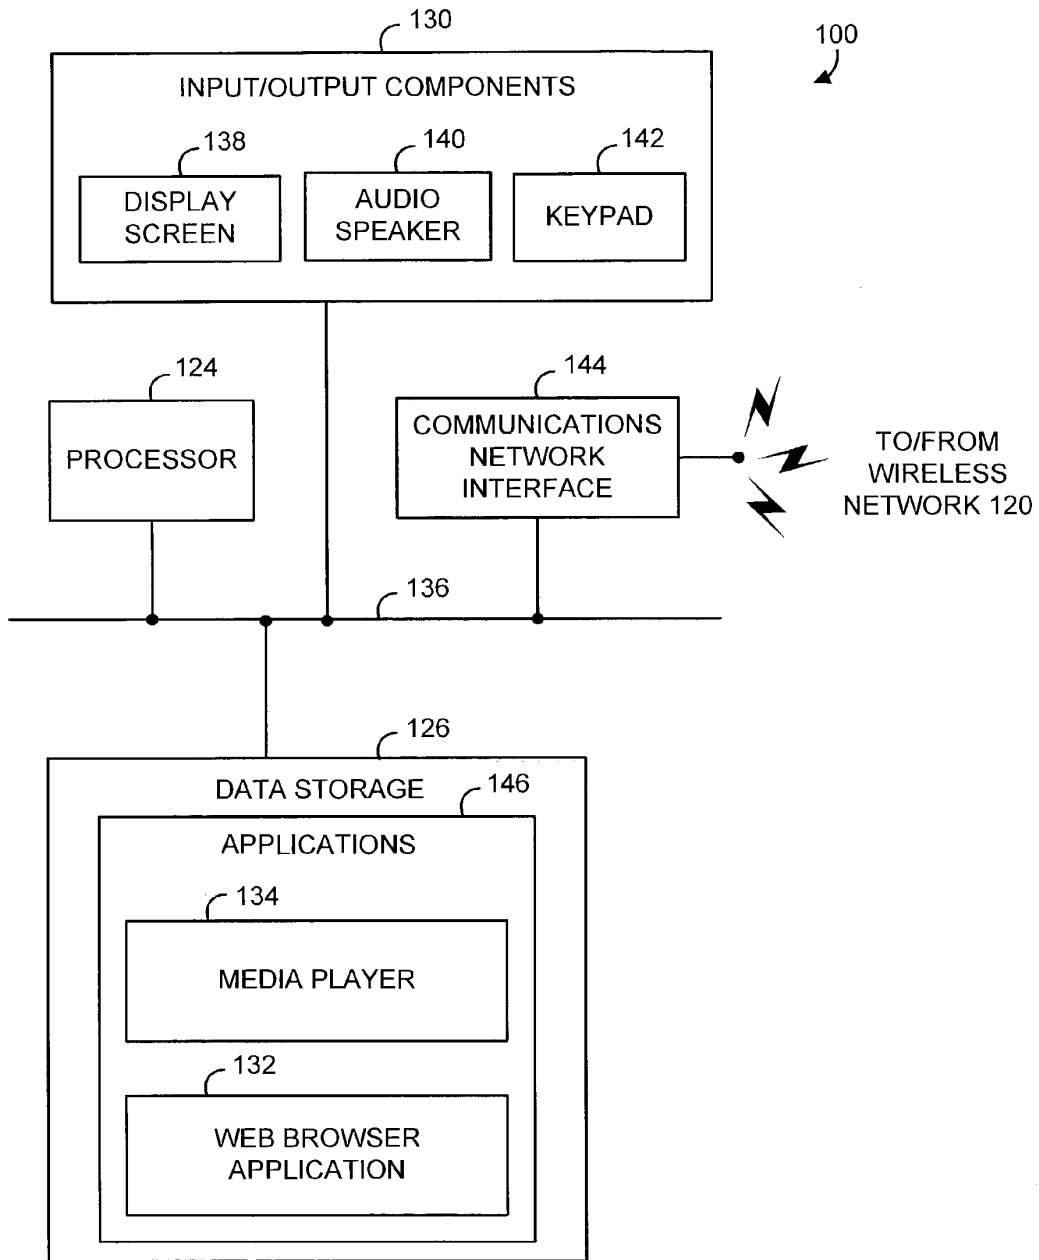 130
100
INPUT/OUTPUT COMPONENTS
138
140
142
DISPLAY
SCREEN
AUDIO
SPEAKER
KEYPAD
124
144
PROCESSOR
COMMUNICATIONS
NETWORK
INTERFACE
TO/FROM
WIRELESS
NETWORK 120
136
126
DATA STORAGE
146
APPLICATIONS
134
MEDIA PLAYER
132
WEB BROWSER
APPLICATION